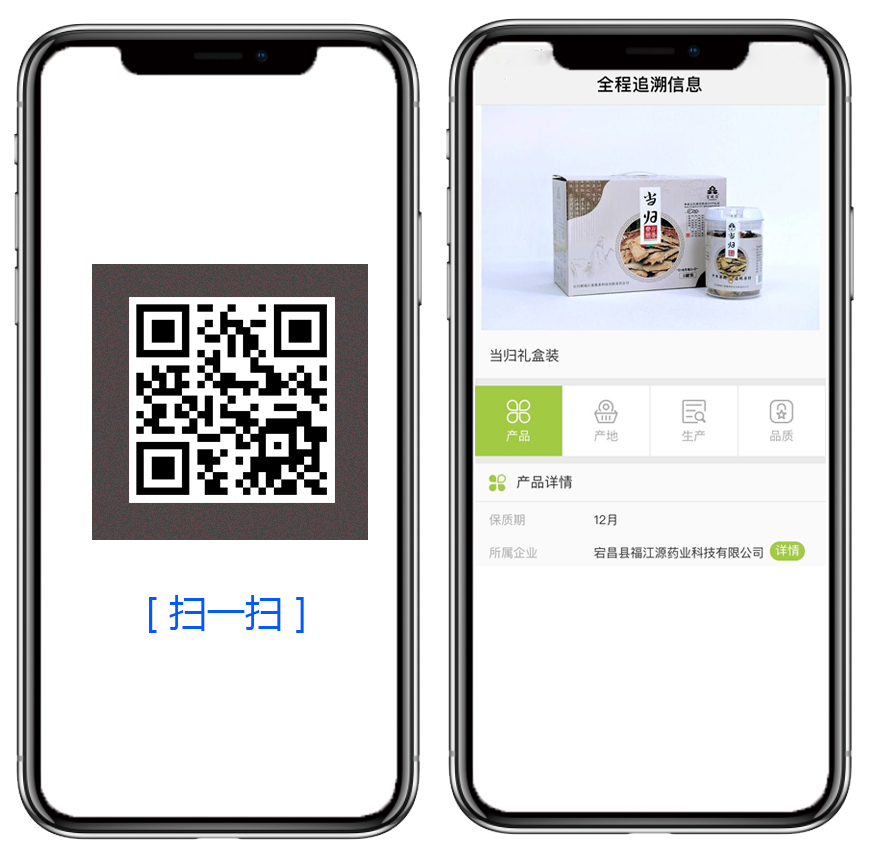 [ 扫一扫 ]
全程追溯信息
当归
当归
当归礼盒装
产品
产地
生产
品质
产品详情
保质期 12月
所属企业 宕昌县福江源药业科技有限公司 详情